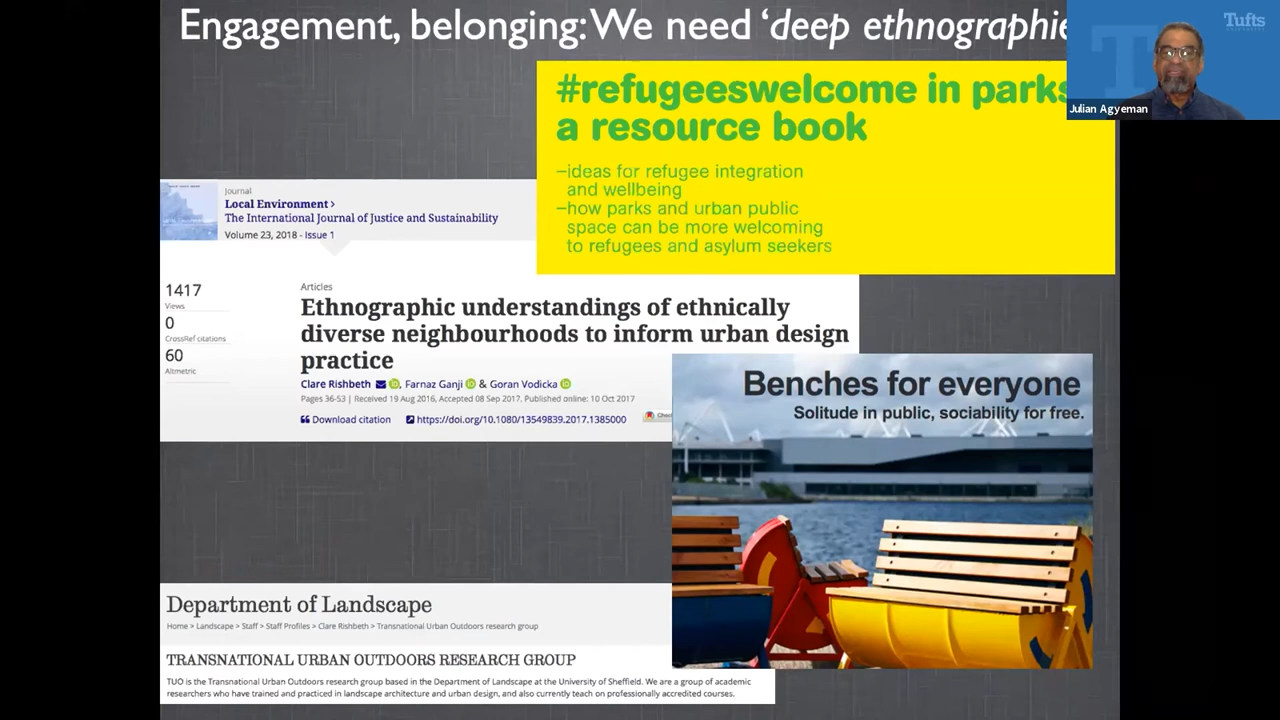 Engagement, belonging: We need ‘deep ethnographie
Tufts
Julian Agyeman
#refugeeswelcome in parks
a resource book
–ideas for refugee integration
and wellbeing
–how parks and urban public
space can be more welcoming
to refugees and asylum seekers
Journal
Local Environment >
The International Journal of Justice and Sustainability
Volume 23, 2018 - Issue 1
1417
Views
0
CrossRef citations
60
Altmetric
Articles
Ethnographic understandings of ethnically
diverse neighbourhoods to inform urban design
practice
Clare Rishbeth, Farnaz Ganji & Goran Vodicka
Pages 36-53 | Received 19 Aug 2016, Accepted 08 Sep 2017, Published online: 10 Oct 2017
Download citation https://doi.org/10.1080/13549839.2017.1385000
Benches for everyone
Solitude in public, sociability for free.
Department of Landscape
Home > Landscape > Staff > Staff Profiles > Clare Rishbeth > Transnational Urban Outdoors research group
TRANSNATIONAL URBAN OUTDOORS RESEARCH GROUP
TUO is the Transnational Urban Outdoors research group based in the Department of Landscape at the University of Sheffield. We are a group of academic
researchers who have trained and practiced in landscape architecture and urban design, and also currently teach on professionally accredited courses.